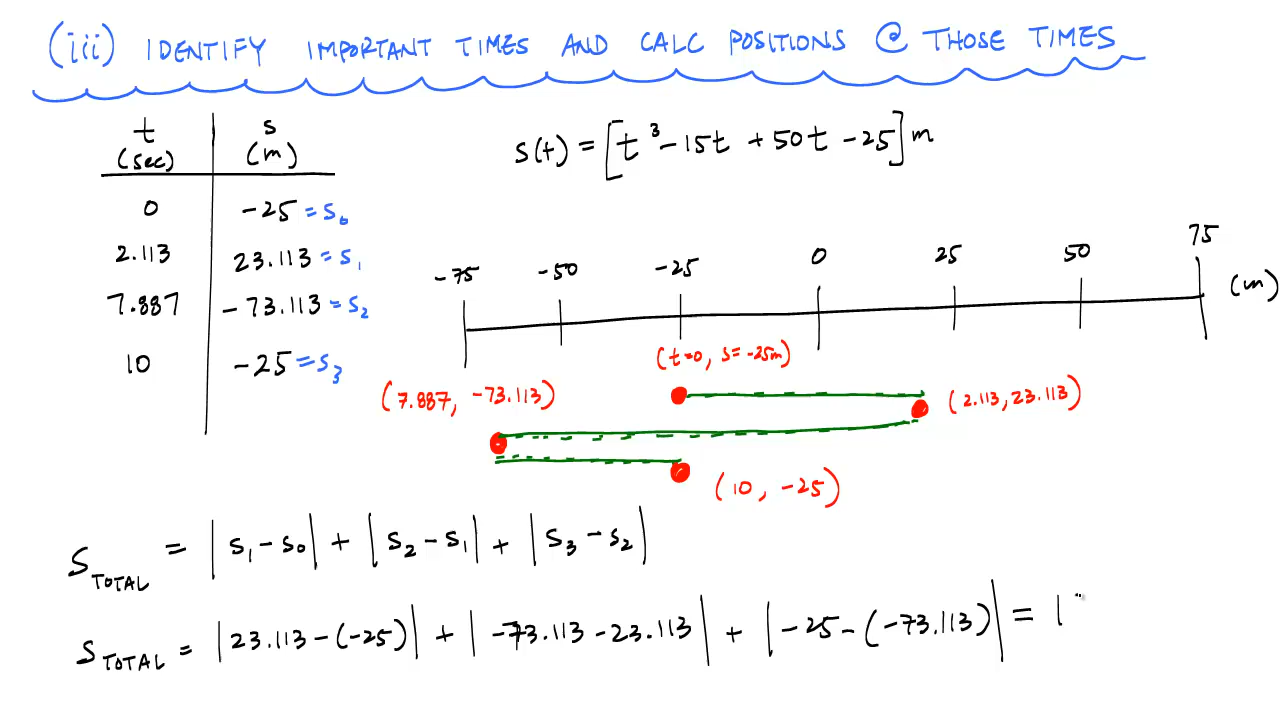 (iii) IDENTIFY IMPORTANT TIMES AND CALC POSITIONS @ THOSE TIMES
t (sec) s (m)
s(t) = [t³ - 15t + 50t - 25] m
0 -25 = s₀
2.113 23.113 = s₁
7.887 -73.113 = s₂
10 -25 = s₃
-75 -50 -25 0 25 50 75 (m)
(t=0, s=-25m)
(7.887, -73.113) (2.113, 23.113)
(10, -25)
S_TOTAL = |s₁ - s₀| + |s₂ - s₁| + |s₃ - s₂|
S_TOTAL = |23.113 - (-25)| + |-73.113 - 23.113| + |-25 - (-73.113)| = 1